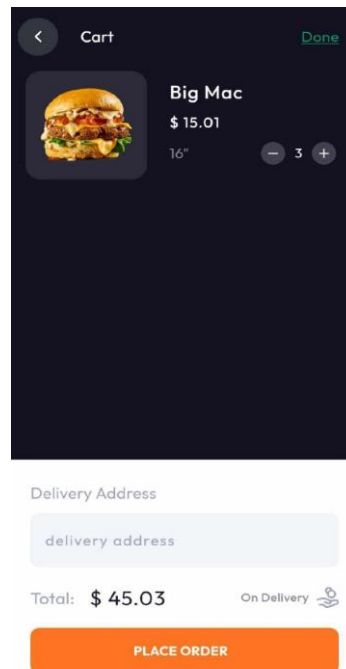 Cart
Done
Big Mac
$ 15.01
16"
3
Delivery Address
delivery address
Total: $ 45.03
On Delivery
PLACE ORDER